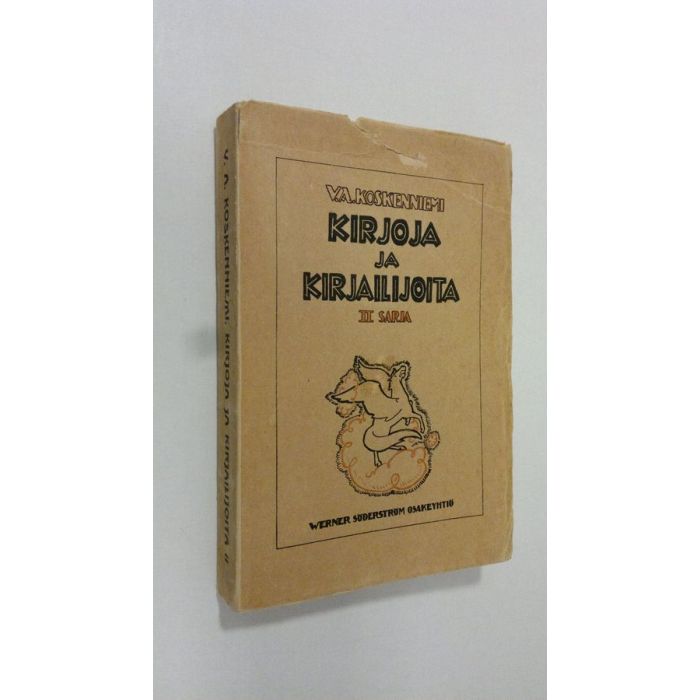 V.A.KOSKENNIEMI
KIRJOJA
JA
KIRJAILIJOITA
II SARJA
WERNER SÖDERSTRÖM OSAKEYHTIÖ
V. A. KOSKENNIEMI: KIRJOJA JA KIRJAILIJOITA II